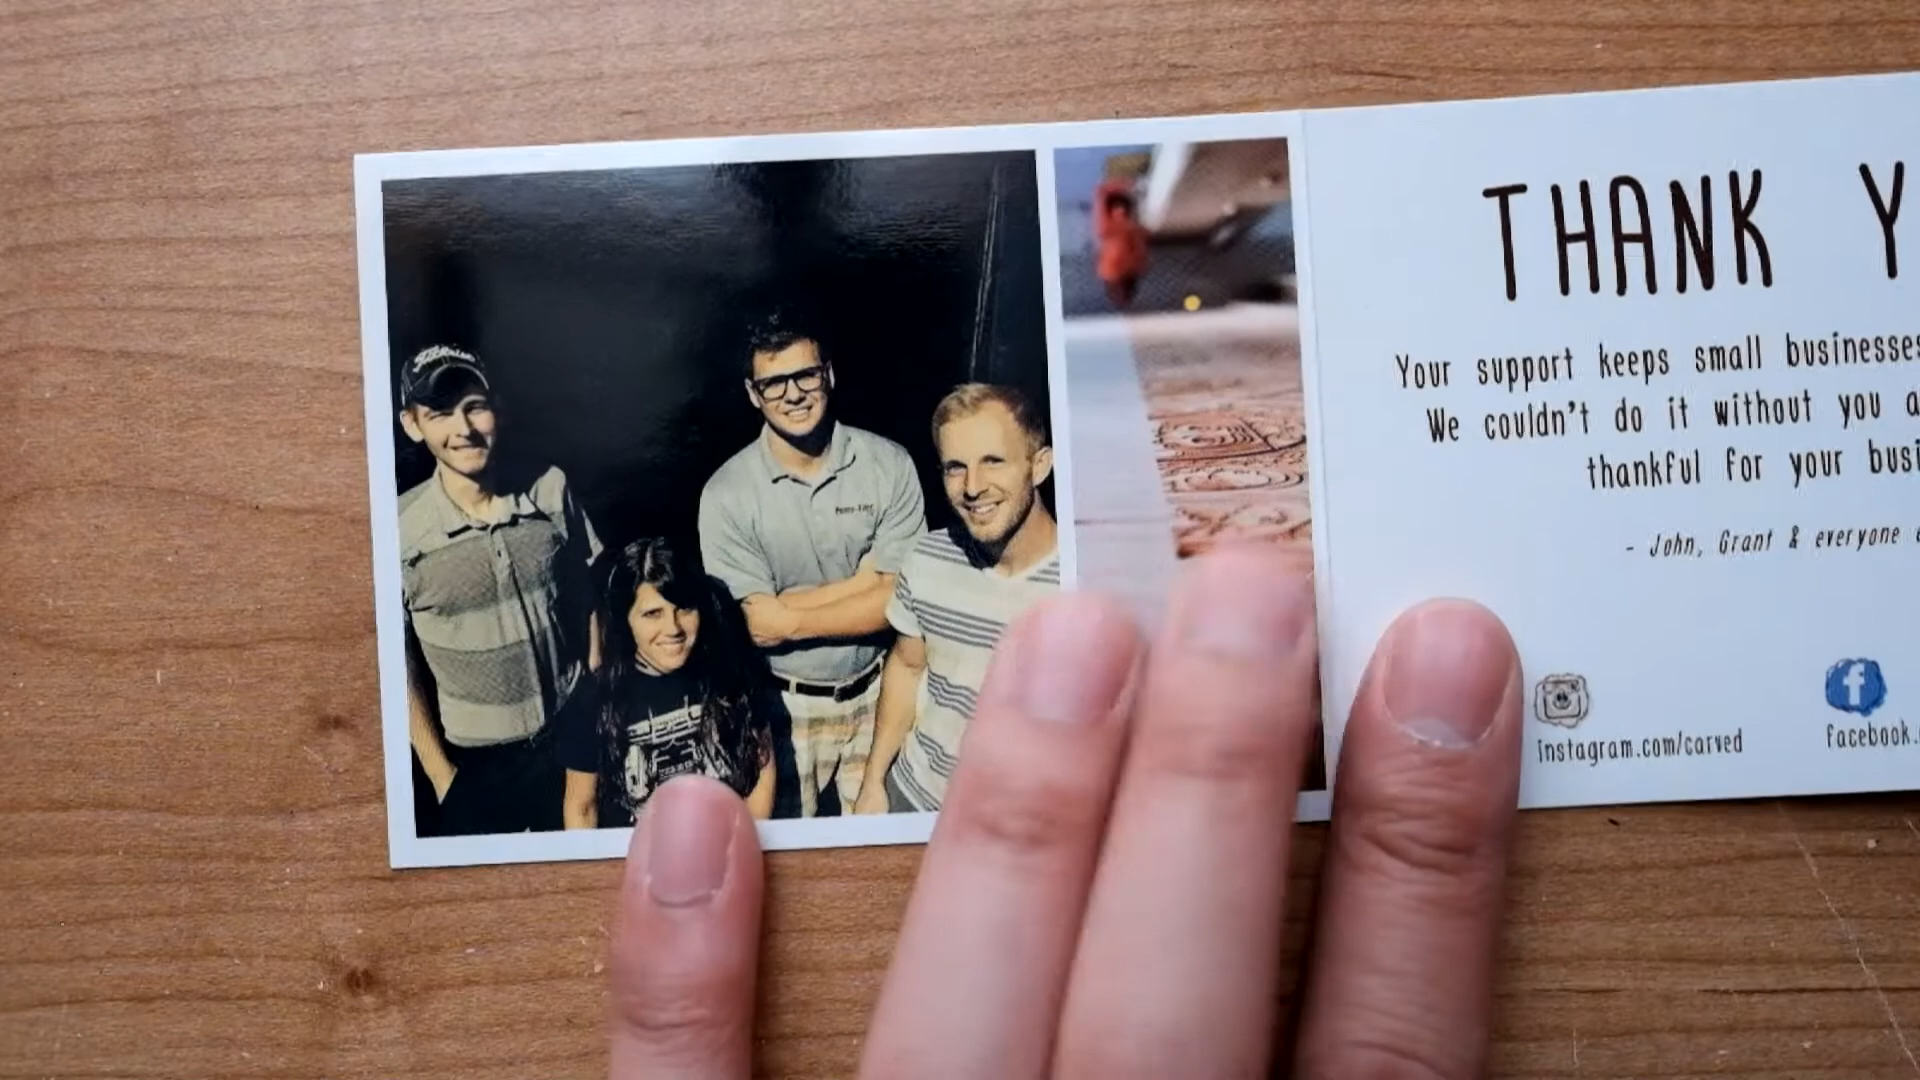 Titleist
THANK Y
Your support keeps small businesses
We couldn't do it without you a
thankful for your busi
- John, Grant & everyone
instagram.com/carved
facebook.